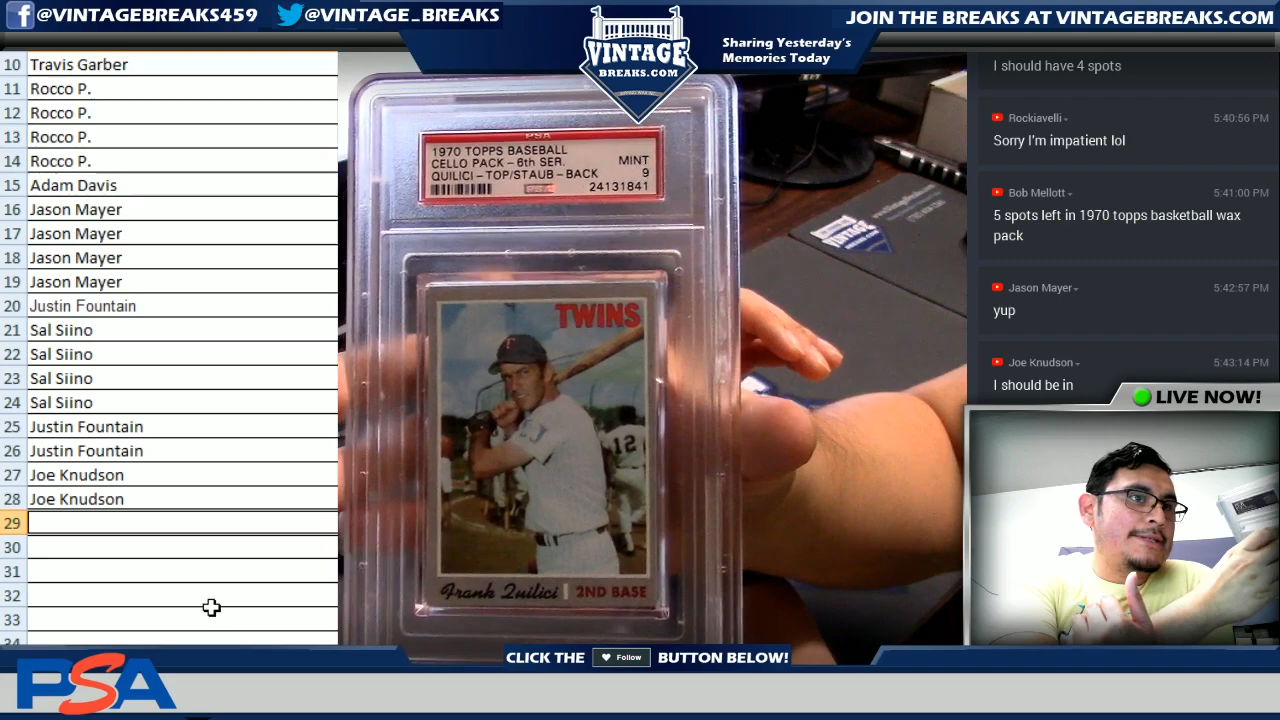 @VINTAGEBREAKS459
@VINTAGE_BREAKS
VINTAGE
BREAKS.COM
Sharing Yesterday's
Memories Today
JOIN THE BREAKS AT VINTAGEBREAKS.COM
10 Travis Garber
11 Rocco P.
12 Rocco P.
13 Rocco P.
14 Rocco P.
15 Adam Davis
16 Jason Mayer
17 Jason Mayer
18 Jason Mayer
19 Jason Mayer
20 Justin Fountain
21 Sal Siino
22 Sal Siino
23 Sal Siino
24 Sal Siino
25 Justin Fountain
26 Justin Fountain
27 Joe Knudson
28 Joe Knudson
29
30
31
32
33
34
PSA
1970 TOPPS BASEBALL
CELLO PACK - 6th SER. MINT
QUILICI - TOP/STAUB - BACK 9
PSA 24131841
TWINS
T
12
Frank Quilici 2ND BASE
VINTAGE
I should have 4 spots
Rockiavelli 5:40:56 PM
Sorry I'm impatient lol
Bob Mellott 5:41:00 PM
5 spots left in 1970 topps basketball wax
pack
Jason Mayer 5:42:57 PM
yup
Joe Knudson 5:43:14 PM
I should be in
LIVE NOW!
CLICK THE Follow BUTTON BELOW!
PSA